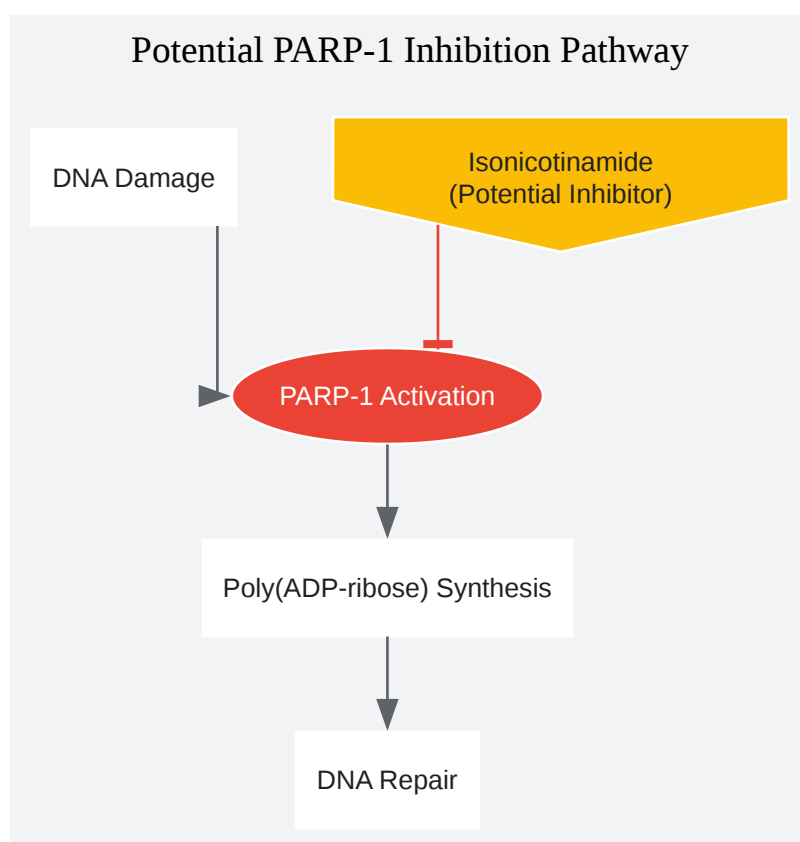 Potential PARP-1 Inhibition Pathway
DNA Damage
Isonicotinamide
(Potential Inhibitor)
PARP-1 Activation
Poly(ADP-ribose) Synthesis
DNA Repair